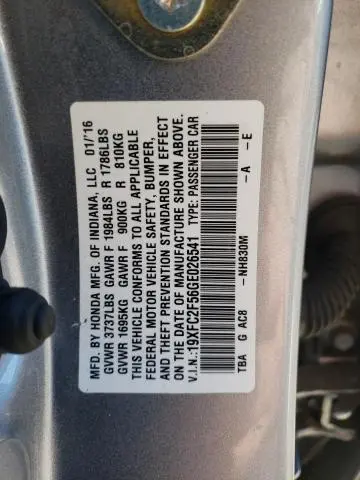 MFD. BY HONDA MFG. OF INDIANA, LLC 01/'16
GVWR 3737LBS GAWR F 1984LBS R 1786LBS
GVWR 1695KG GAWR F 900KG R 810KG
THIS VEHICLE CONFORMS TO ALL APPLICABLE
FEDERAL MOTOR VEHICLE SAFETY, BUMPER,
AND THEFT PREVENTION STANDARDS IN EFFECT
ON THE DATE OF MANUFACTURE SHOWN ABOVE.
V.I.N.:19XFC2F56GE026541 TYPE: PASSENGER CAR
TBA G AC8 -NH830M -A -E